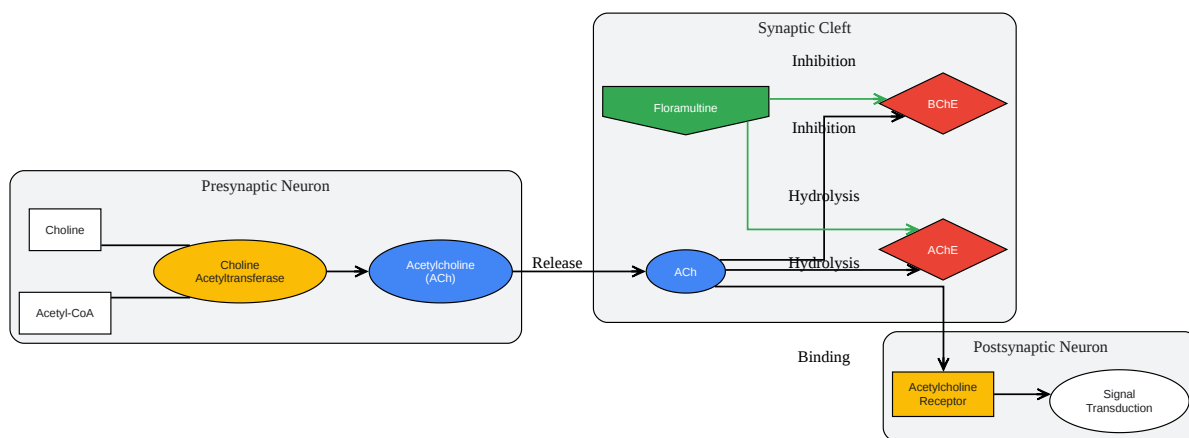 Synaptic Cleft
Inhibition
Floramultine
BChE
Inhibition
Presynaptic Neuron
Hydrolysis
Choline
Choline
Acetyltransferase
Acetylcholine
(ACh)
Release
ACh
Hydrolysis
AChE
Acetyl-CoA
Postsynaptic Neuron
Binding
Acetylcholine
Receptor
Signal
Transduction